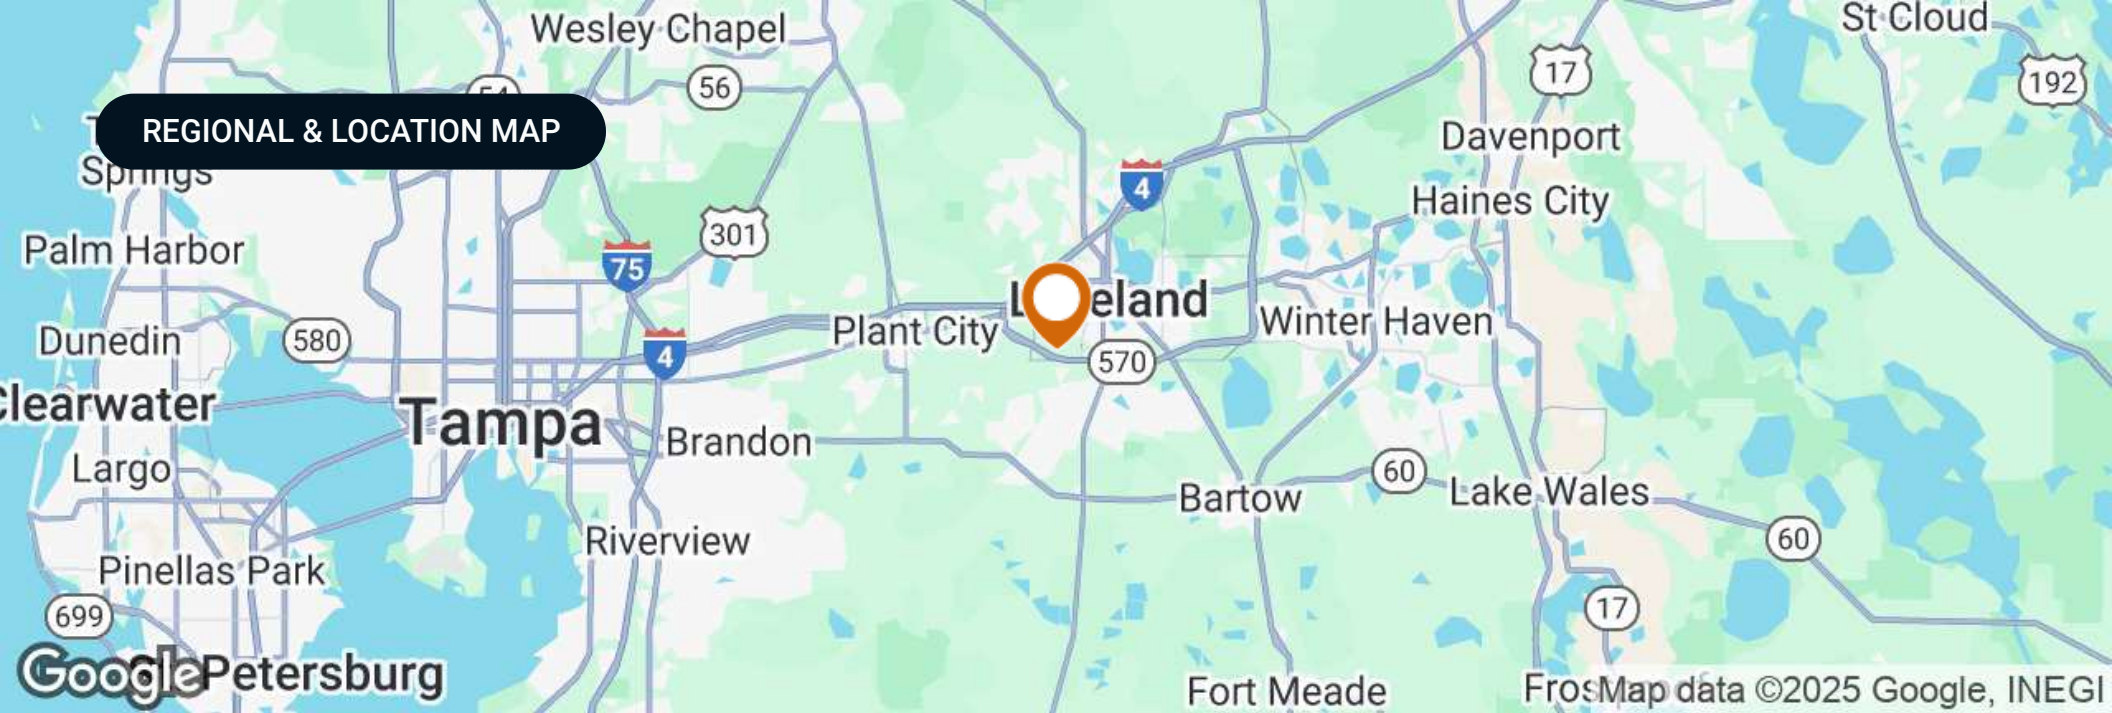 Wesley Chapel
St Cloud
17
192
56
54
REGIONAL & LOCATION MAP
Davenport
Springs
4
Haines City
301
Palm Harbor
75
eland
Winter Haven
Plant City
Dunedin
580
4
570
Clearwater
Tampa
Brandon
Largo
60
Lake Wales
Bartow
Riverview
60
Pinellas Park
699
17
Google
Petersburg
Fort Meade
Map data ©2025 Google, INEGI